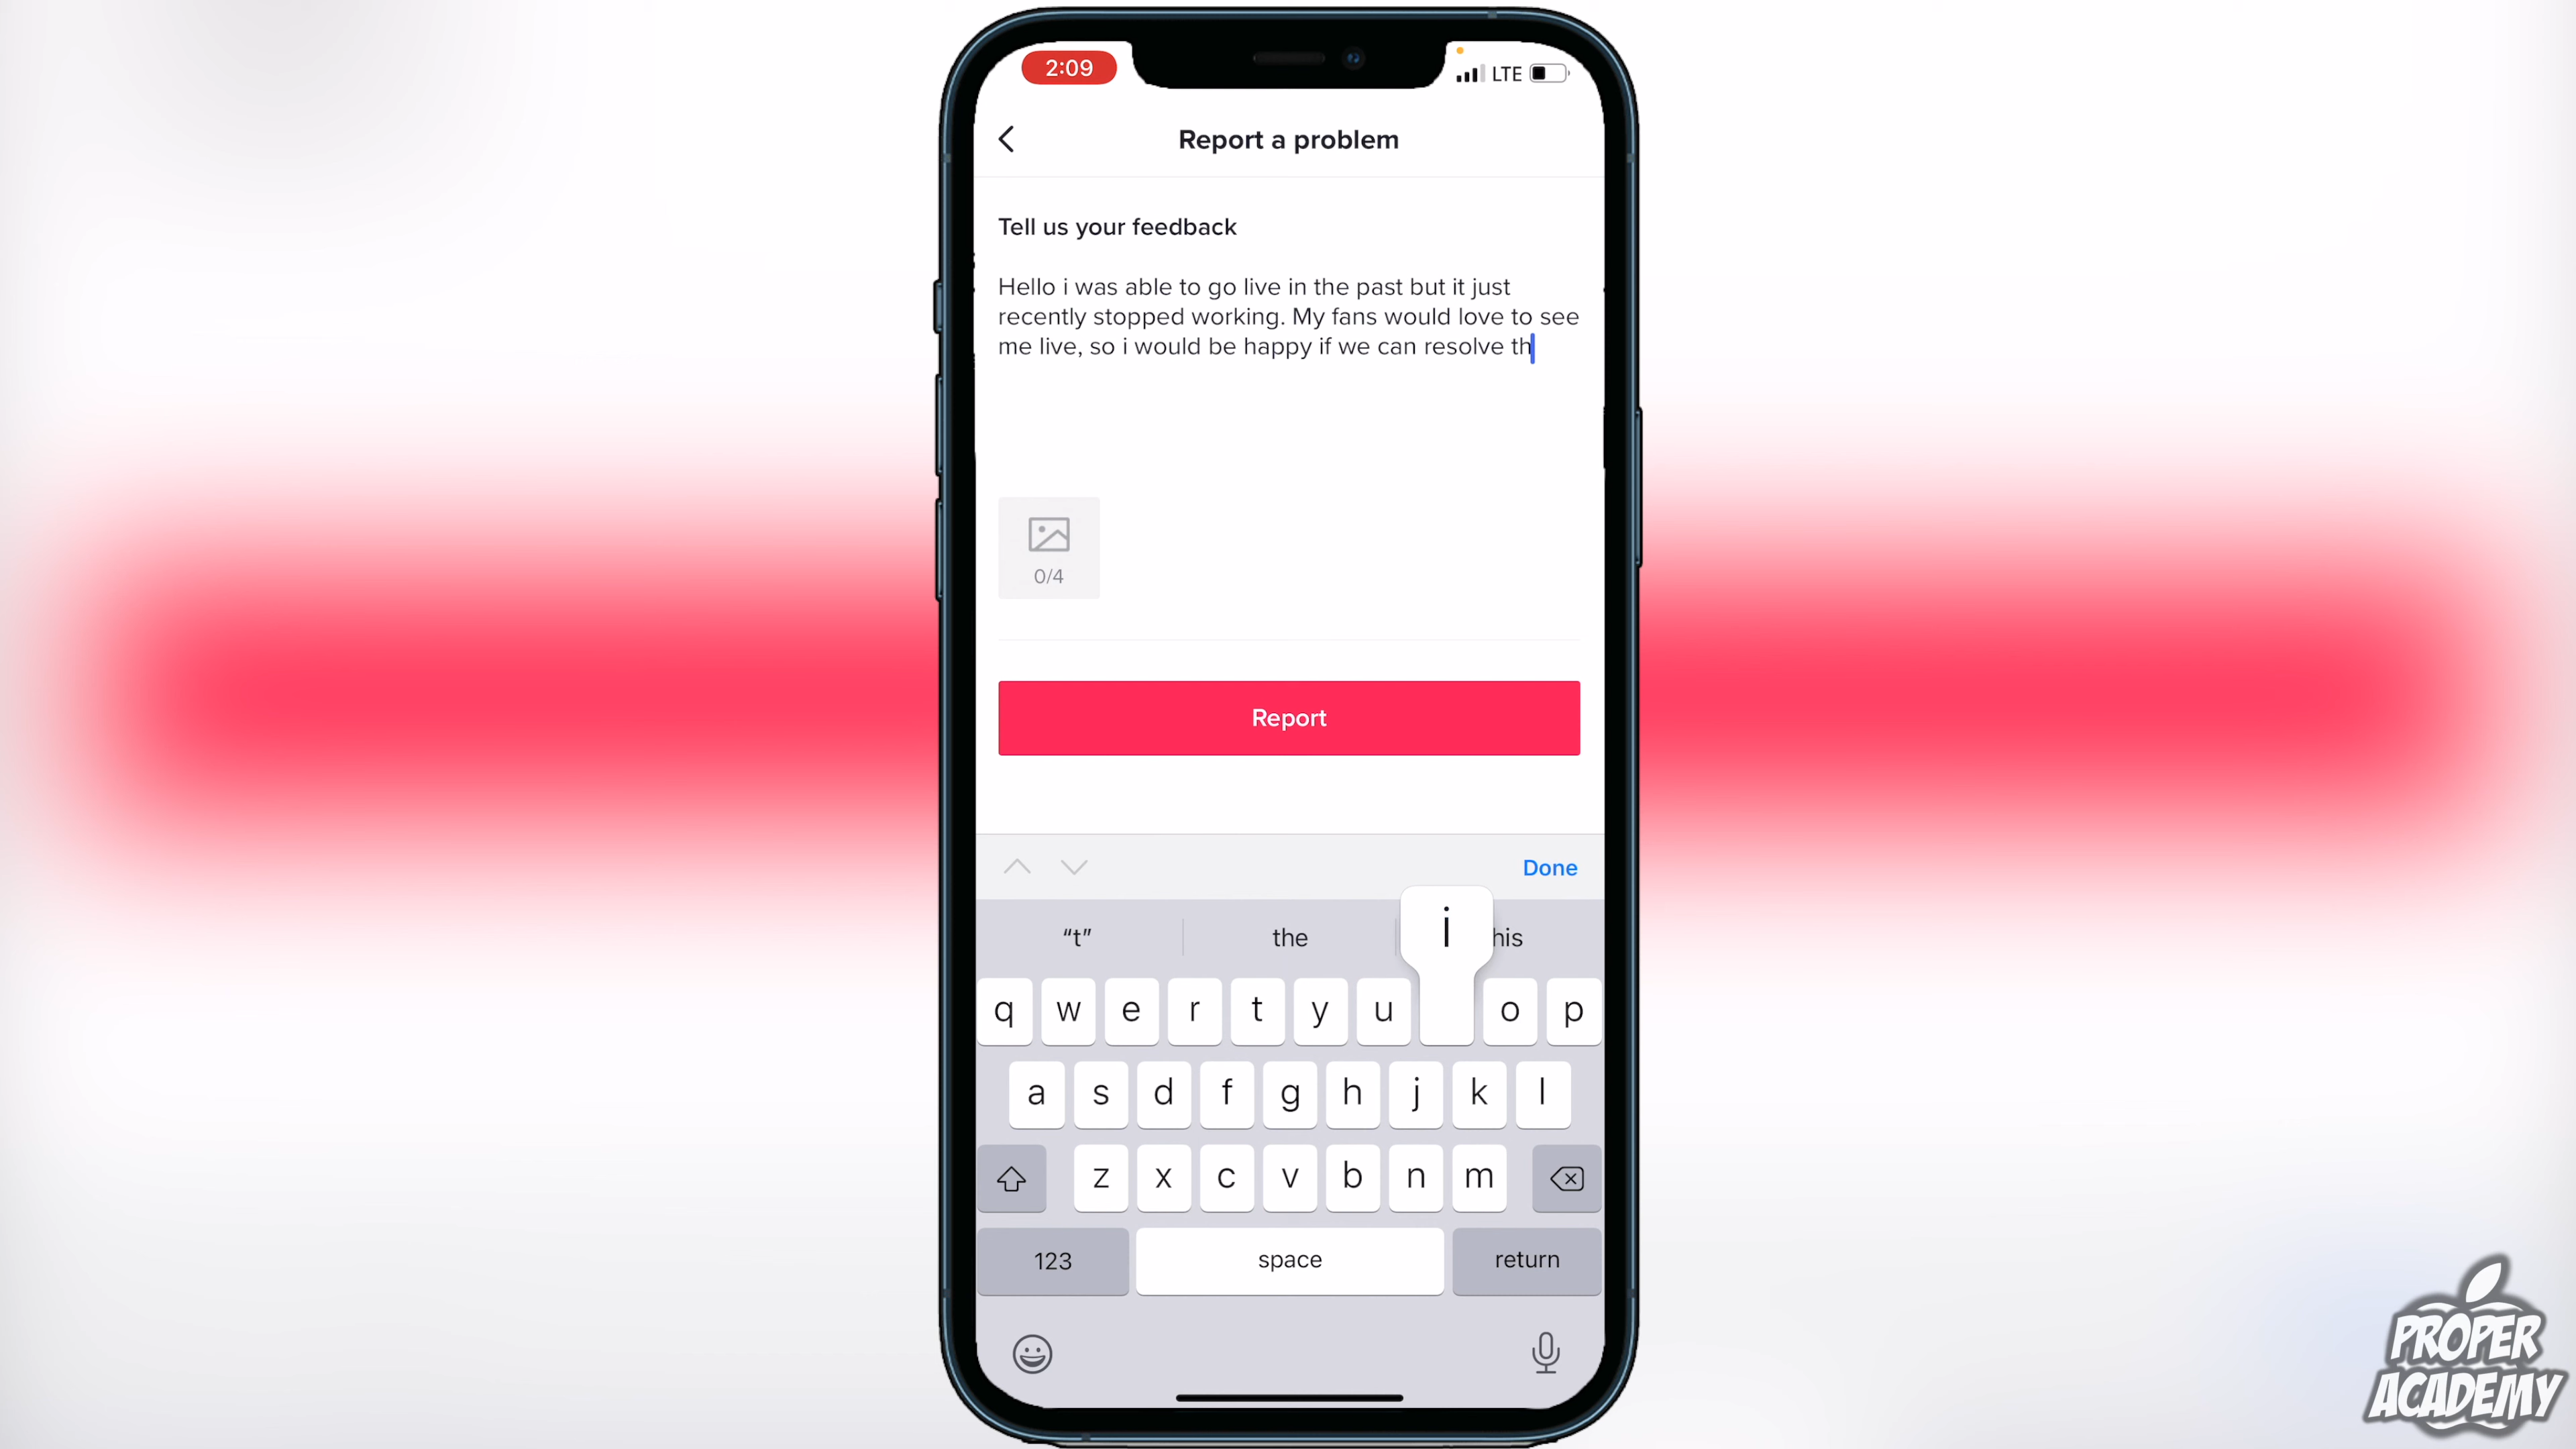 2:09
LTE
Report a problem
Tell us your feedback
Hello i was able to go live in the past but it just
recently stopped working. My fans would love to see
me live, so i would be happy if we can resolve th
0/4
Report
Done
“t” the his
i
q w e r t y u o p
a s d f g h j k l
z x c v b n m
123 space return
PROPER
ACADEMY